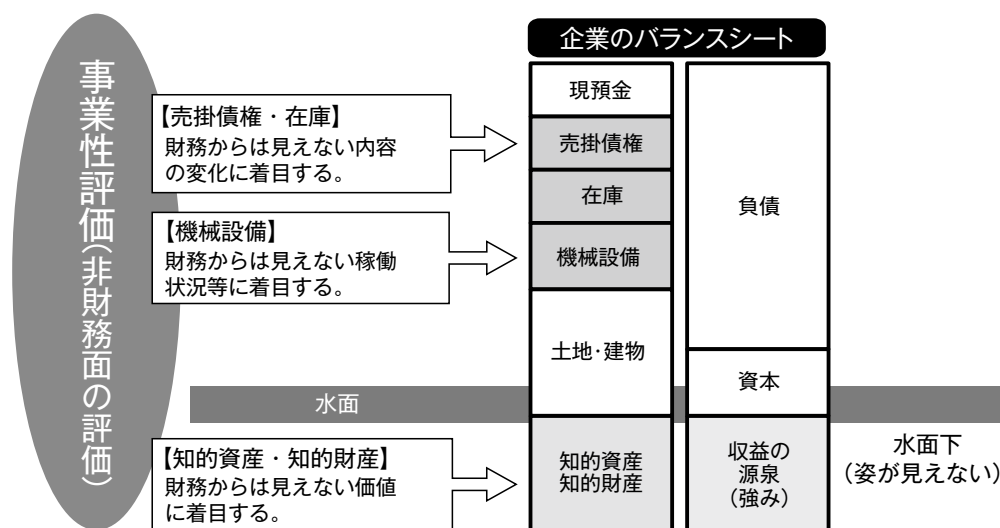 企業のバランスシート
事業性評価(非財務面の評価)
【売掛債権・在庫】
財務からは見えない内容
の変化に着目する。
【機械設備】
財務からは見えない稼働
状況等に着目する。
【知的資産・知的財産】
財務からは見えない価値
に着目する。
現預金
売掛債権
在庫
機械設備
土地・建物
知的資産
知的財産
負債
資本
収益の
源泉
(強み)
水面
水面下
(姿が見えない)